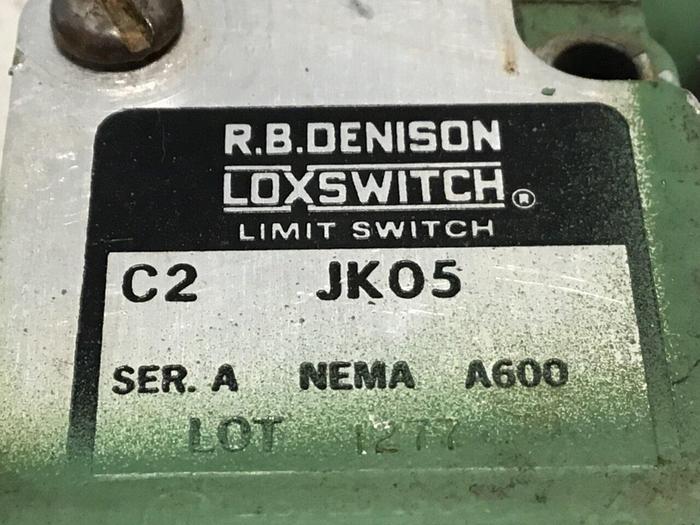 R.B.DENISON
LOXSWITCH ®
LIMIT SWITCH
C2 JK05
SER. A NEMA A600
LOT 1277